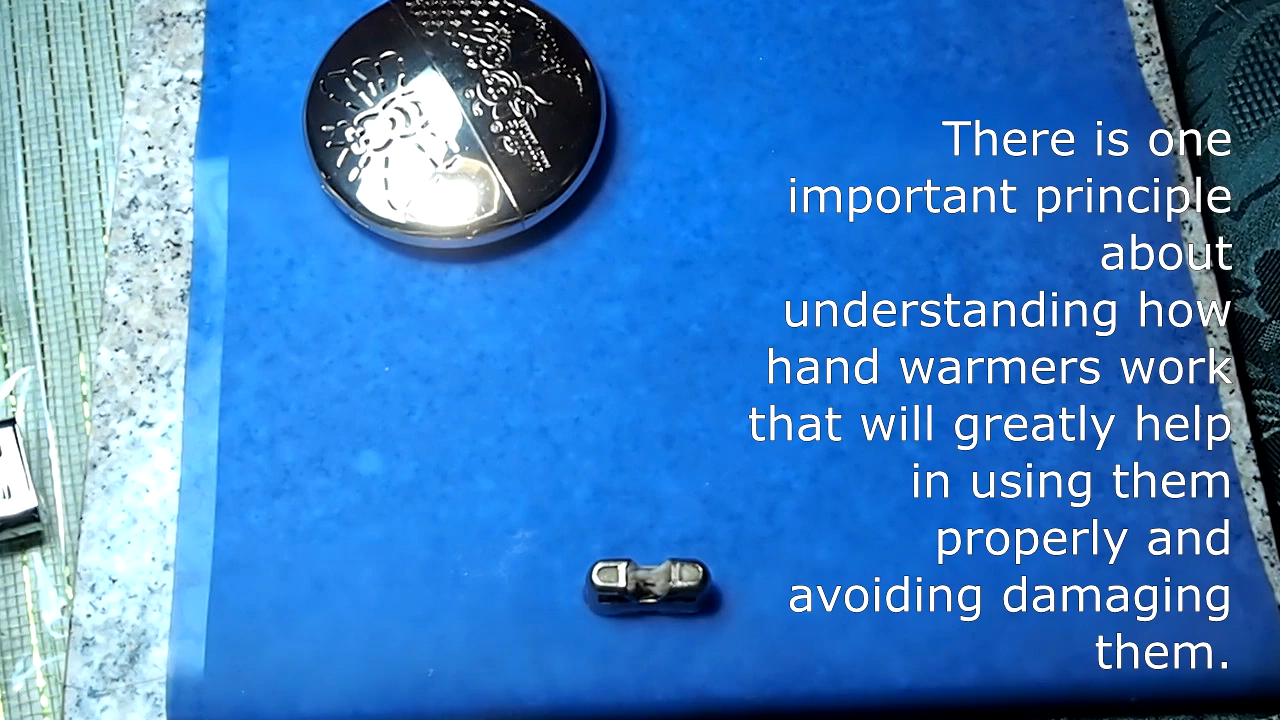 There is one
important principle
about
understanding how
hand warmers work
that will greatly help
in using them
properly and
avoiding damaging
them.